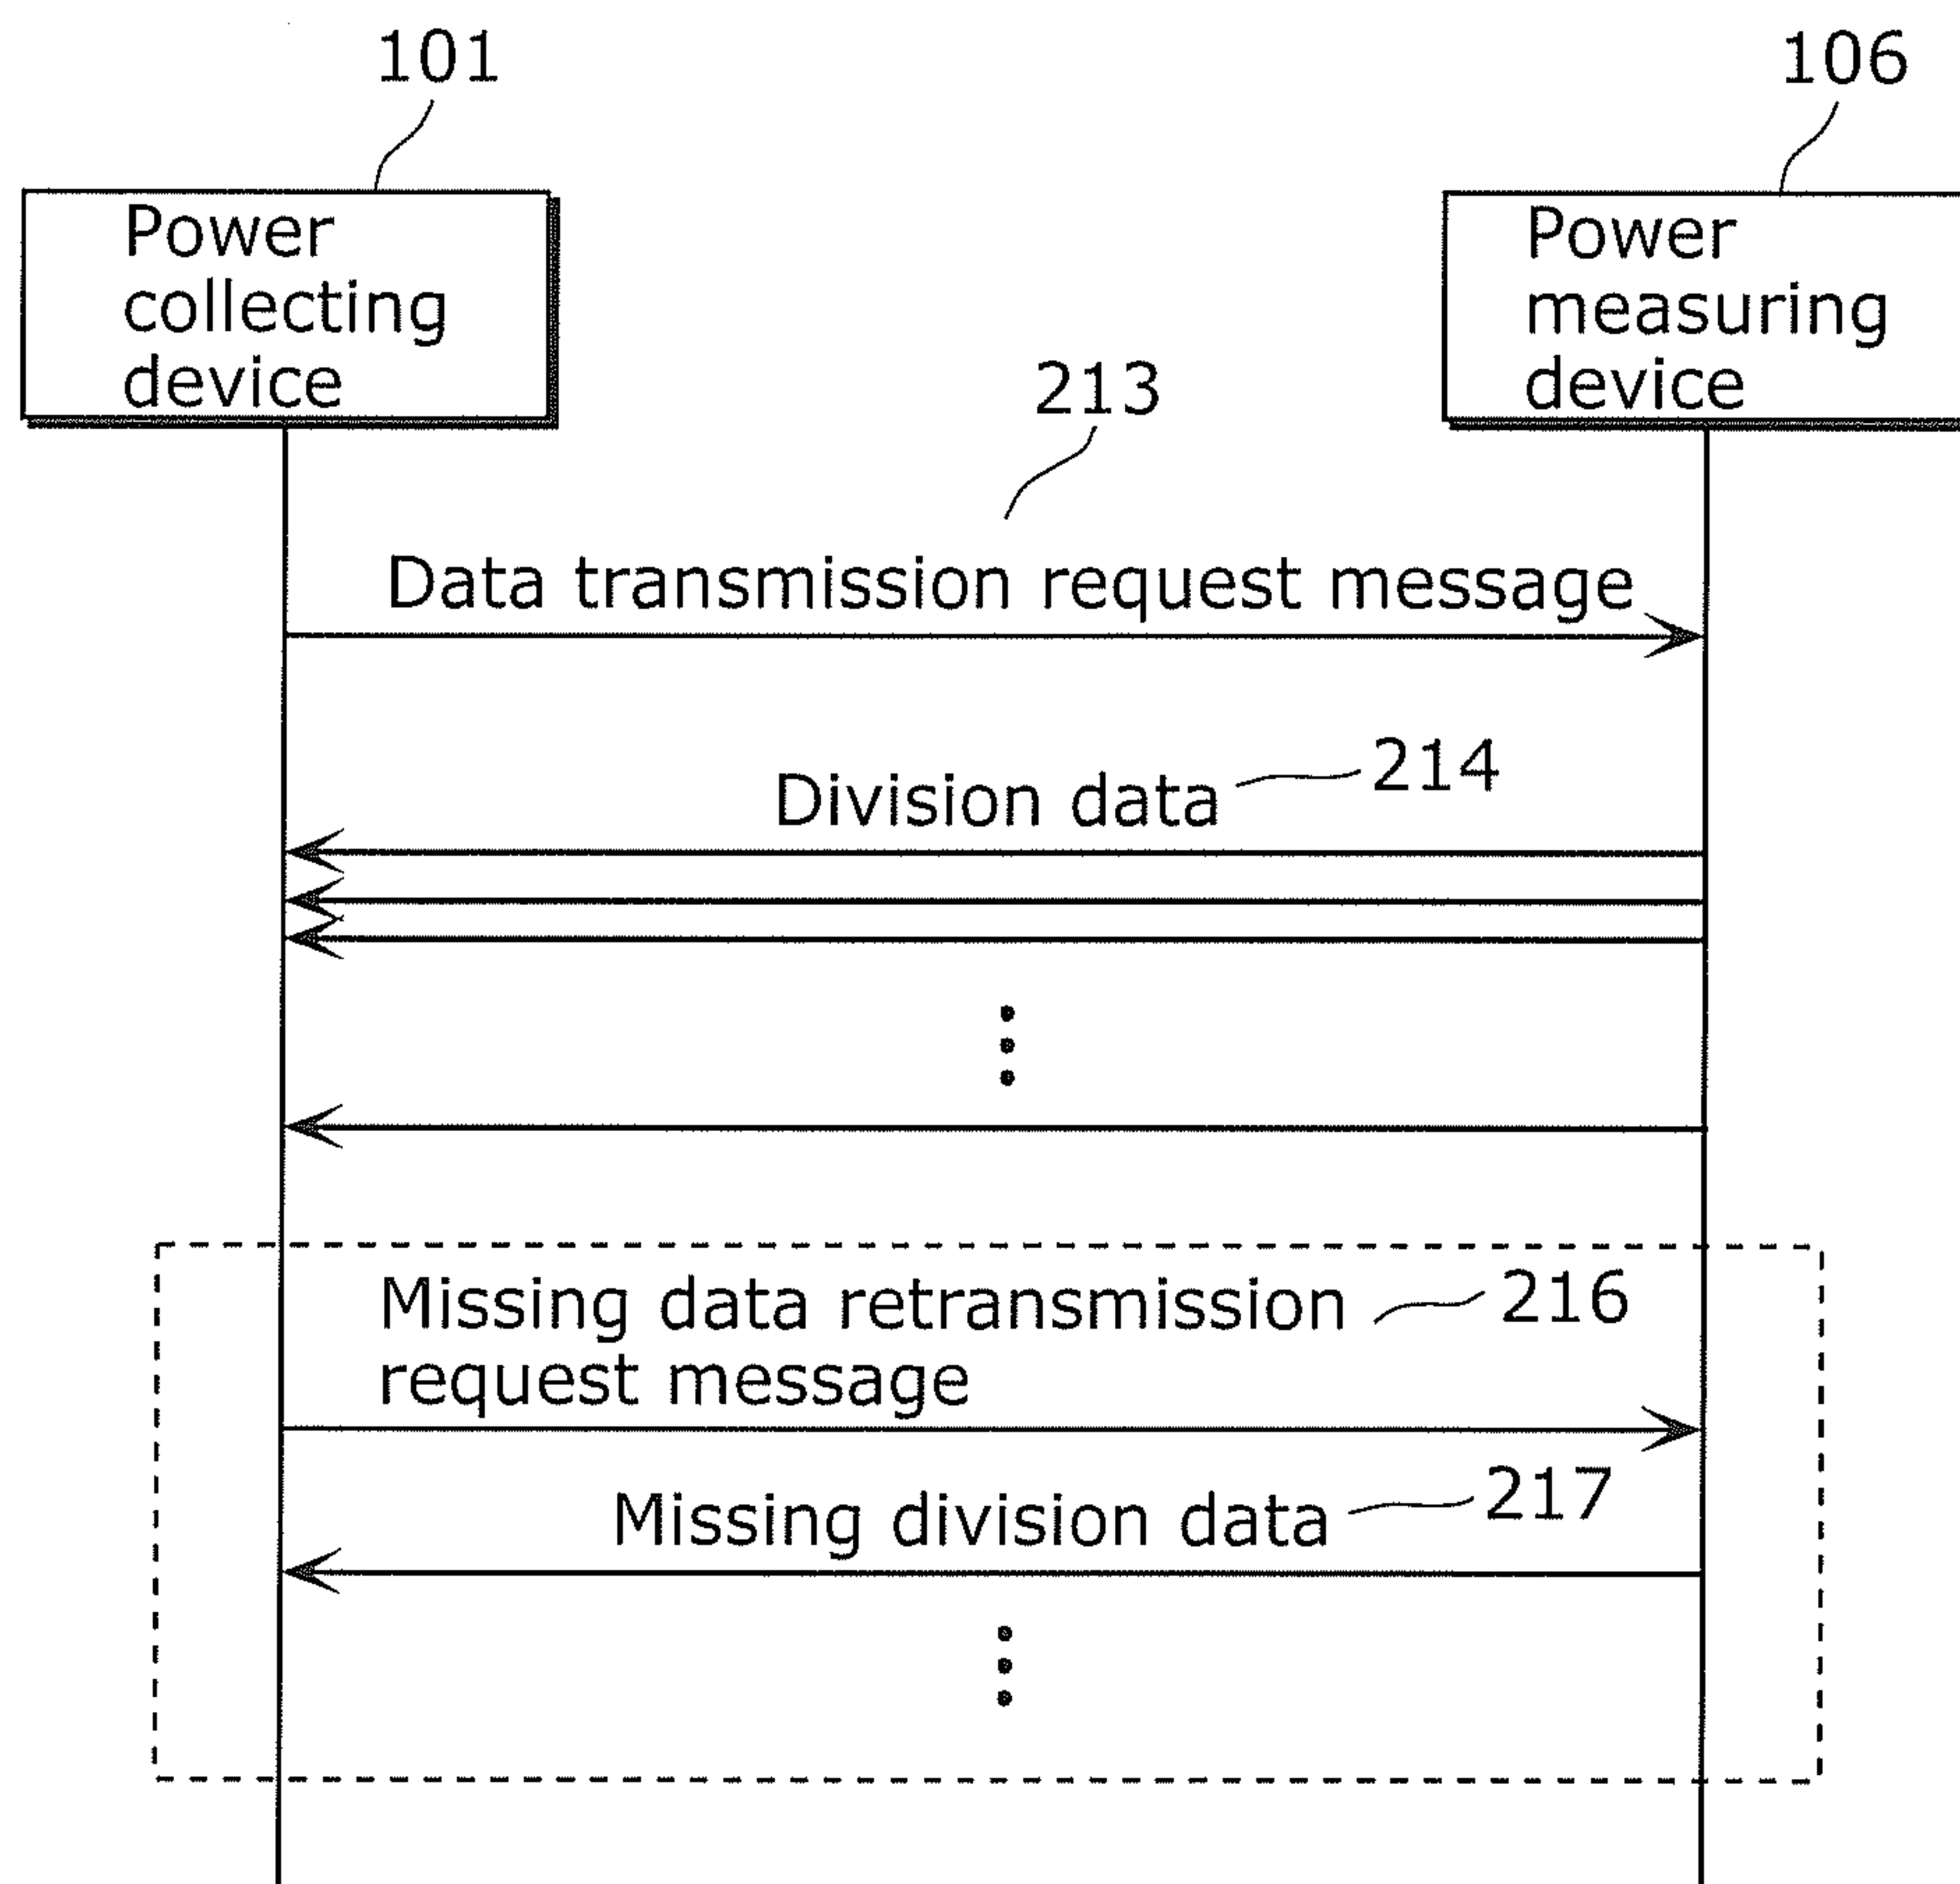 101
106
Power
collecting
device
Power
measuring
device
213
Data transmission request message
Division data
214
Missing data retransmission
request message
216
Missing division data
217